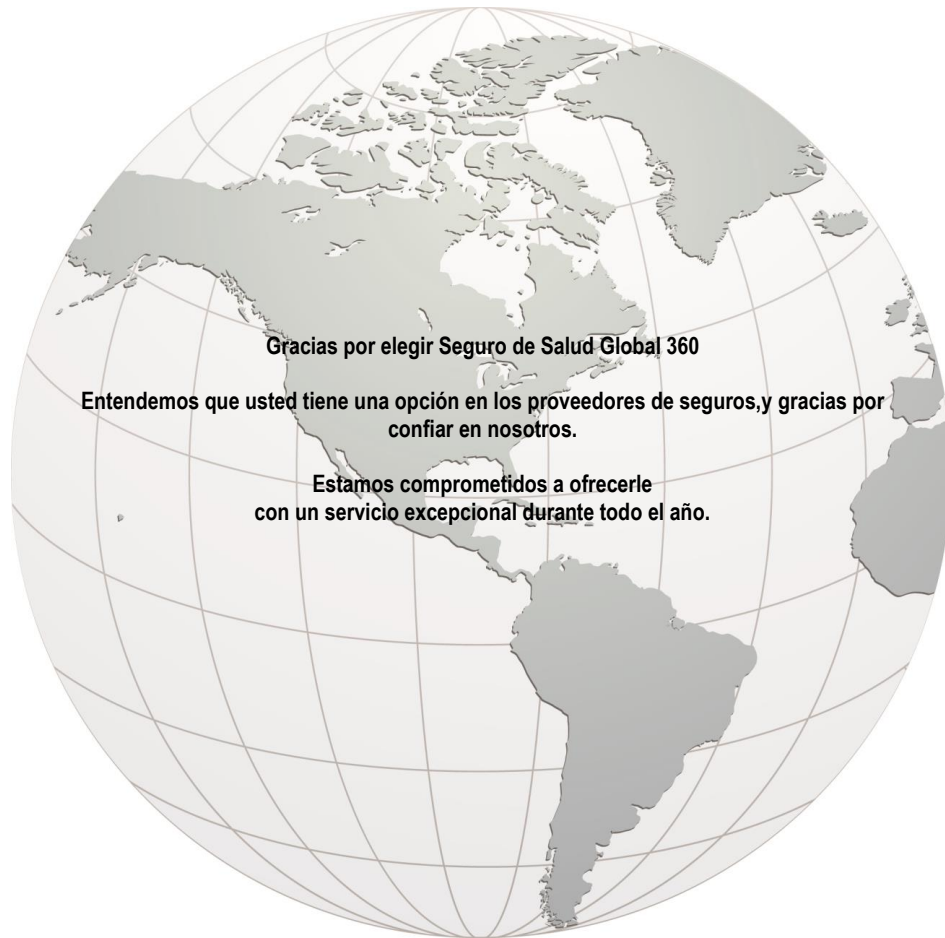 Gracias por elegir Seguro de Salud Global 360
Entendemos que usted tiene una opción en los proveedores de seguros,y gracias por
confiar en nosotros.
Estamos comprometidos a ofrecerle
con un servicio excepcional durante todo el año.